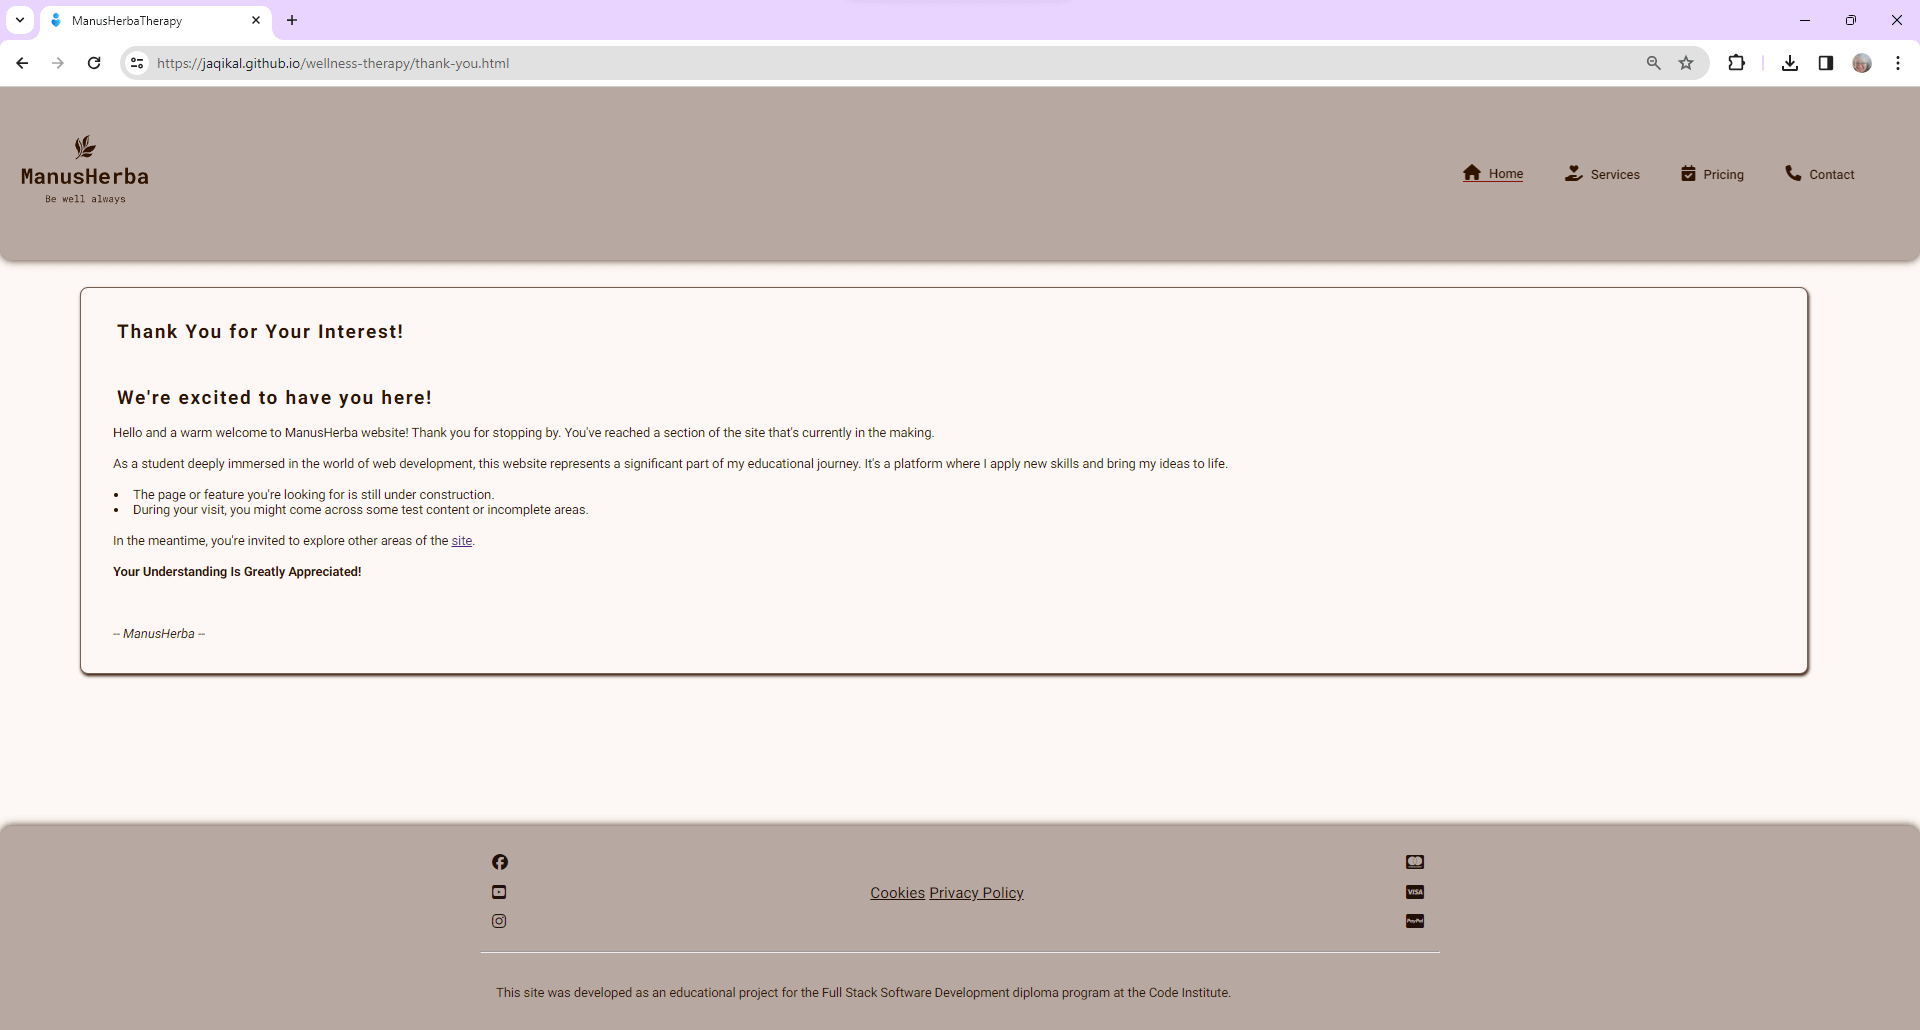 ManusHerbaTherapy
https://jaqikal.github.io/wellness-therapy/thank-you.html
ManusHerba
Be well always
Home Services Pricing Contact
Thank You for Your Interest!
We're excited to have you here!
Hello and a warm welcome to ManusHerba website! Thank you for stopping by. You've reached a section of the site that's currently in the making.
As a student deeply immersed in the world of web development, this website represents a significant part of my educational journey. It's a platform where I apply new skills and bring my ideas to life.
• The page or feature you're looking for is still under construction.
• During your visit, you might come across some test content or incomplete areas.
In the meantime, you're invited to explore other areas of the site.
Your Understanding Is Greatly Appreciated!
-- ManusHerba --
Cookies Privacy Policy
VISA
PayPal
This site was developed as an educational project for the Full Stack Software Development diploma program at the Code Institute.